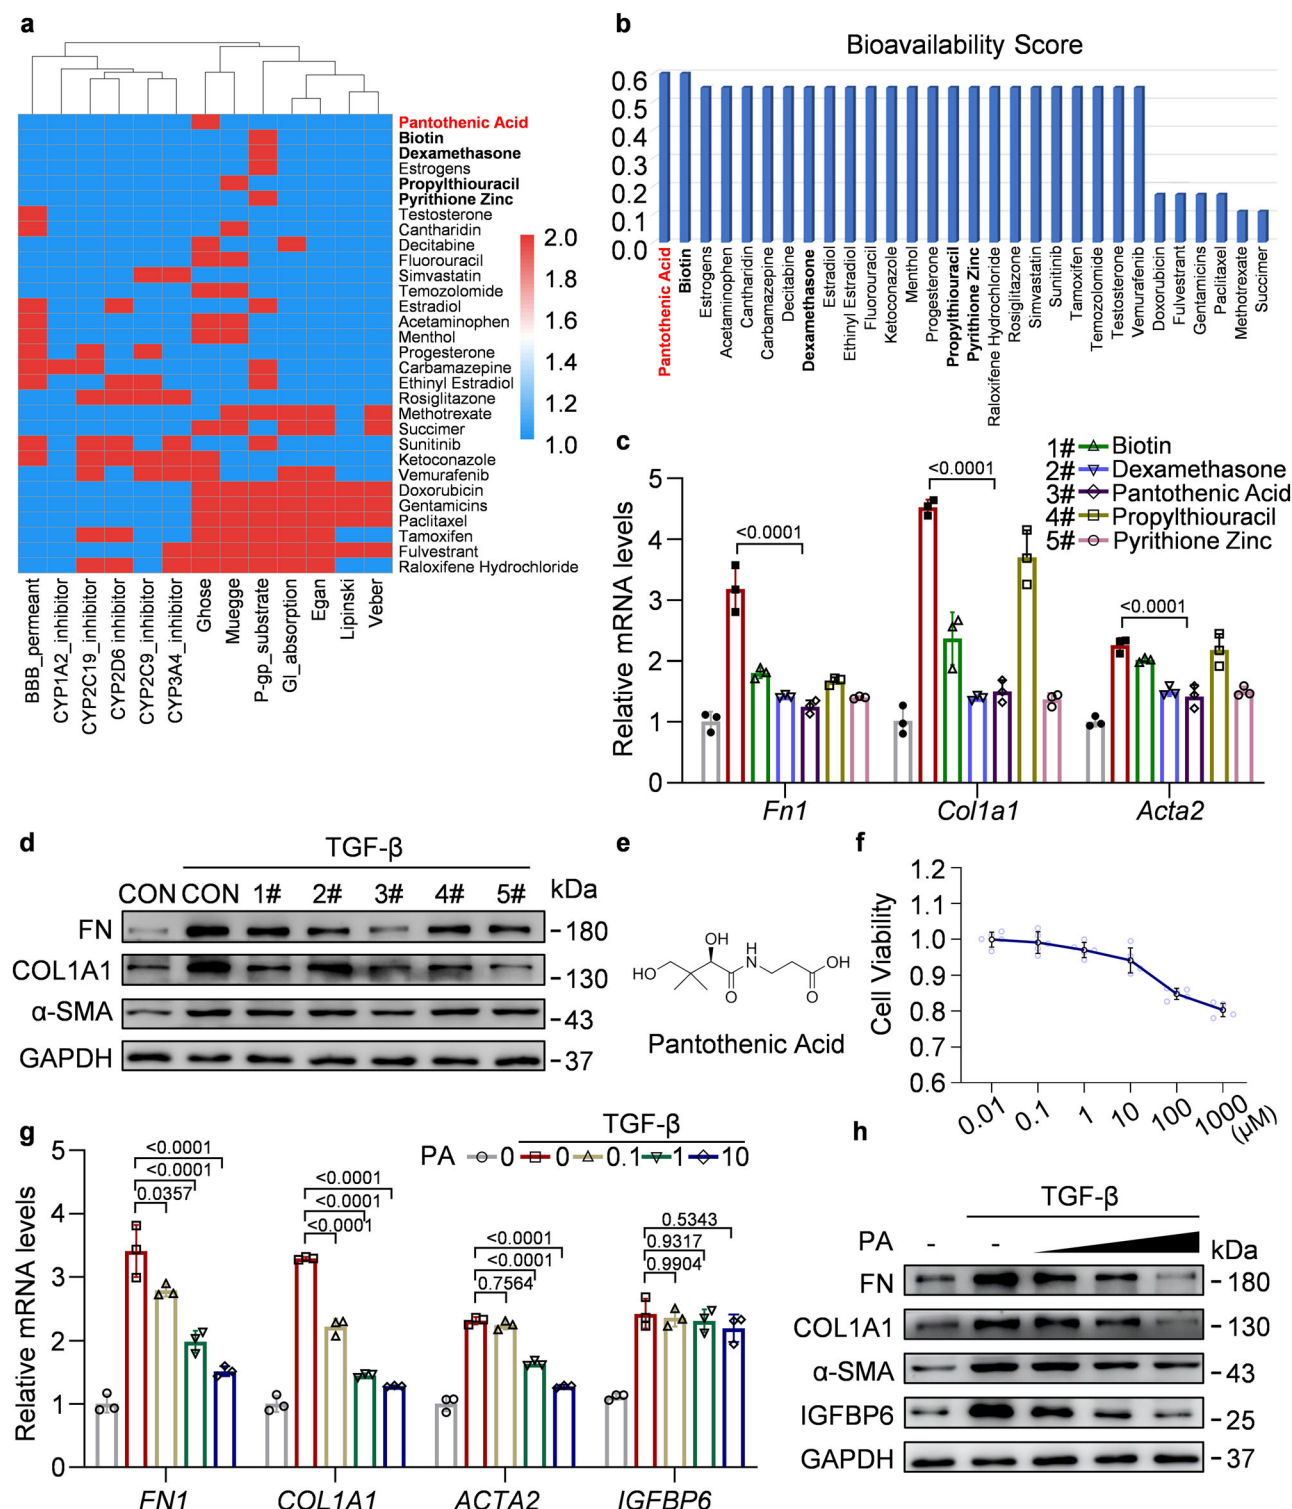 a
Pantothenic Acid
Biotin
Dexamethasone
Estrogens
Propylthiouracil
Pyrithione Zinc
Testosterone
Cantharidin
Decitabine
Fluorouracil
Simvastatin
Temozolomide
Estradiol
Acetaminophen
Menthol
Progesterone
Carbamazepine
Ethinyl Estradiol
Rosiglitazone
Methotrexate
Succimer
Sunitinib
Ketoconazole
Vemurafenib
Doxorubicin
Gentamicins
Paclitaxel
Tamoxifen
Fulvestrant
Raloxifene Hydrochloride
2.0
1.8
1.6
1.4
1.2
1.0
BBB_permeant
CYP1A2_inhibitor
CYP2C19_inhibitor
CYP2D6 inhibitor
CYP2C9_inhibitor
CYP3A4_inhibitor
Ghose
Muegge
P-gp_substrate
GI_absorption
Egan
Lipinski
Veber
b
Bioavailability Score
0.6
0.5
0.4
0.3
0.2
0.1
0.0
Pantothenic Acid
Biotin
Estrogens
Acetaminophen
Cantharidin
Carbamazepine
Decitabine
Dexamethasone
Estradiol
Ethinyl Estradiol
Fluorouracil
Ketoconazole
Menthol
Progesterone
Propylthiouracil
Pyrithione Zinc
Raloxifene Hydrochloride
Rosiglitazone
Simvastatin
Sunitinib
Tamoxifen
Temozolomide
Testosterone
Vemurafenib
Doxorubicin
Fulvestrant
Gentamicins
Paclitaxel
Methotrexate
Succimer
c
1# Biotin
2# Dexamethasone
3# Pantothenic Acid
4# Propylthiouracil
5# Pyrithione Zinc
Relative mRNA levels
5
4
3
2
1
0
<0.0001
<0.0001
<0.0001
Fn1
Col1a1
Acta2
d
TGF-β
CON CON 1# 2# 3# 4# 5# kDa
FN -180
COL1A1 -130
α-SMA -43
GAPDH -37
e
OH
HO
H
N
O
O
OH
Pantothenic Acid
f
Cell Viability
1.2
1.1
1.0
0.9
0.8
0.7
0.6
0.01 0.1 1 10 100 1000
(μM)
g
TGF-β
PA 0 0 0.1 1 10
Relative mRNA levels
5
4
3
2
1
0
<0.0001
<0.0001
0.0357
<0.0001
<0.0001
<0.0001
<0.0001
<0.0001
0.7564
0.5343
0.9317
0.9904
FN1
COL1A1
ACTA2
IGFBP6
h
TGF-β
PA - - kDa
FN -180
COL1A1 -130
α-SMA -43
IGFBP6 -25
GAPDH -37